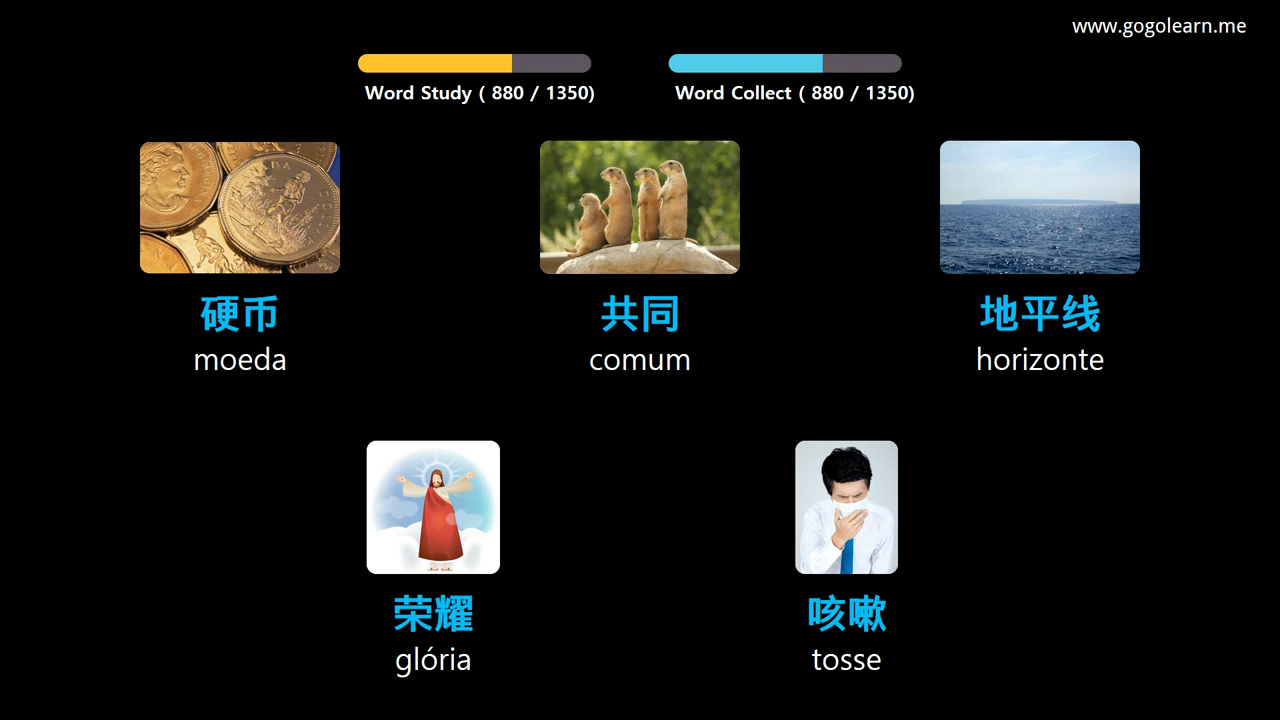 www.gogolearn.me
Word Study ( 880 / 1350)
Word Collect ( 880 / 1350)
硬币
moeda
共同
comum
地平线
horizonte
荣耀
glória
咳嗽
tosse